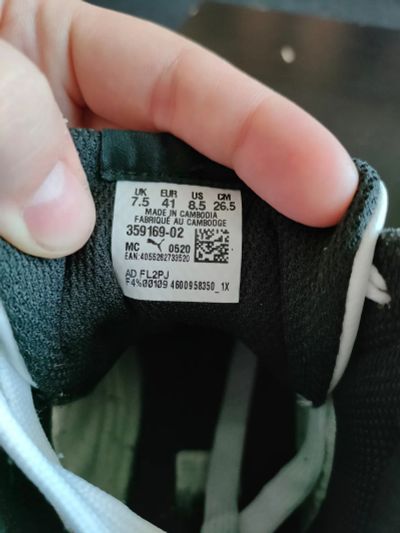 UK EUR US CM
7.5 41 8.5 26.5
MADE IN CAMBODIA
FABRIQUE AU CAMBODGE
359169-02
MC 0520
EAN:4055262733520
AD FL2PJ
F4%00109 4600958350_1X